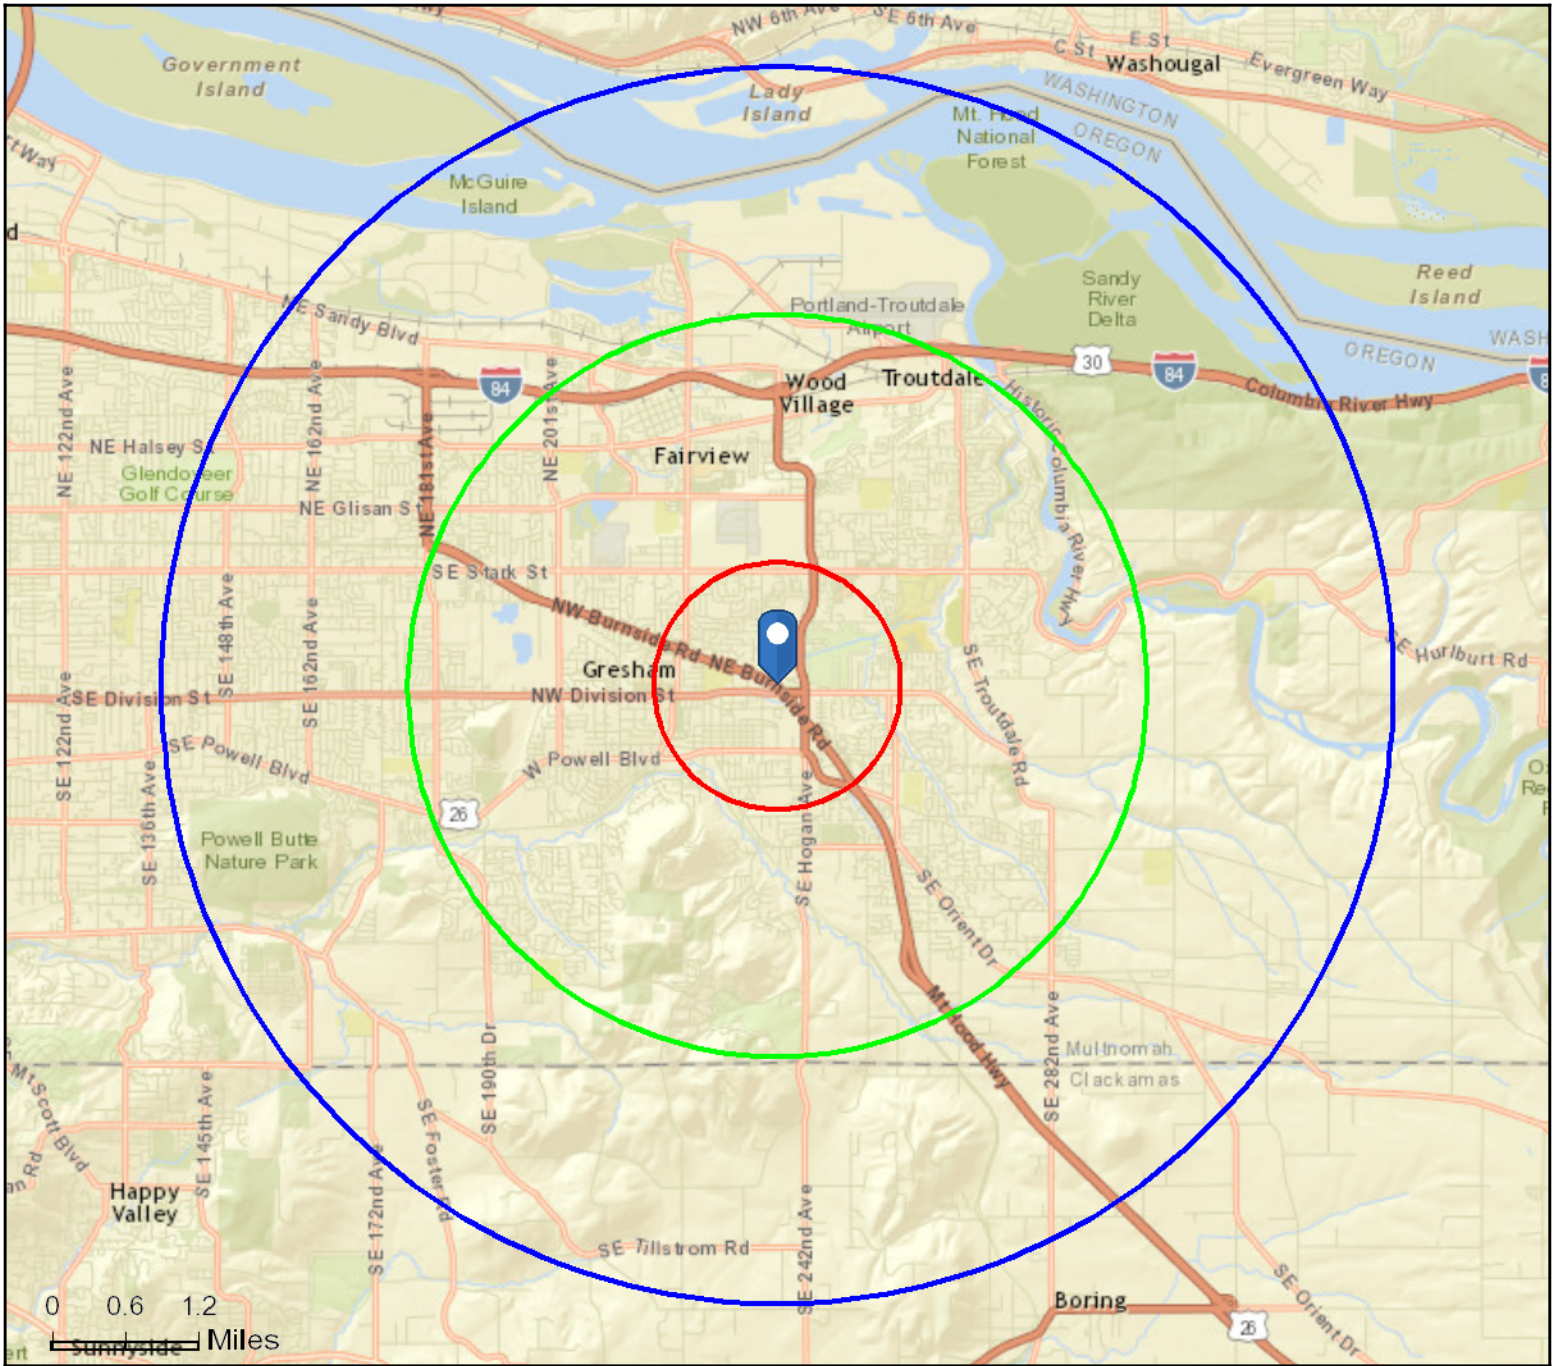 NW 6th Ave
SE 6th Ave
E St
C St
Washougal
Evergreen Way
Government
Island
Lady
Island
WASHINGTON
OREGON
Mt. Hood
National
Forest
McGuire
Island
d
Reed
Island
Sandy
River
Delta
NE Sandy Blvd
Portland-Troutdale
Airport
WASH
OREGON
30
84
84
Columbia River Hwy
Wood
Village
Troutdale
NE 122nd Ave
NE 162nd Ave
NE 181st Ave
NE 201st Ave
Historic Columbia River Hwy
NE Halsey St
Fairview
Glendoveer
Golf Course
NE Glisan St
SE Stark St
NW Burnside Rd
NE Burnside Rd
SE 148th Ave
SE 162nd Ave
SE 122nd Ave
Gresham
SE Division St
NW Division St
SE Troutdale Rd
SE Hurlburt Rd
SE Powell Blvd
W Powell Blvd
SE 136th Ave
26
Powell Butte
Nature Park
SE Hogan Ave
SE Orient Dr
Mt Hood Hwy
SE 282nd Ave
SE 190th Dr
Multnomah
Clackamas
Mt Scott Blvd
SE 145th Ave
SE Foster Rd
SE 172nd Ave
Happy
Valley
SE Tillstrom Rd
SE 242nd Ave
Boring
SE Orient Dr
26
0 0.6 1.2
Miles
Sunnyside
ert